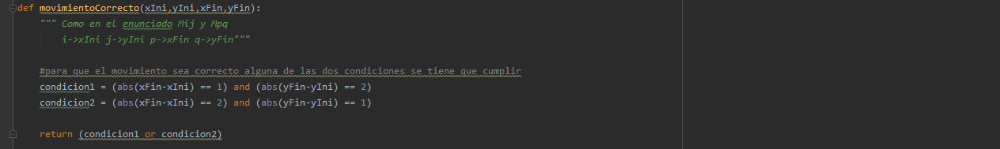 def movimientoCorrecto(xIni,yIni,xFin,yFin):
""" Como en el enunciado Mij y Mpq
i->xIni j->yIni p->xFin q->yFin"""
#para que el movimiento sea correcto alguna de las dos condiciones se tiene que cumplir
condicion1 = (abs(xFin-xIni) == 1) and (abs(yFin-yIni) == 2)
condicion2 = (abs(xFin-xIni) == 2) and (abs(yFin-yIni) == 1)
return (condicion1 or condicion2)